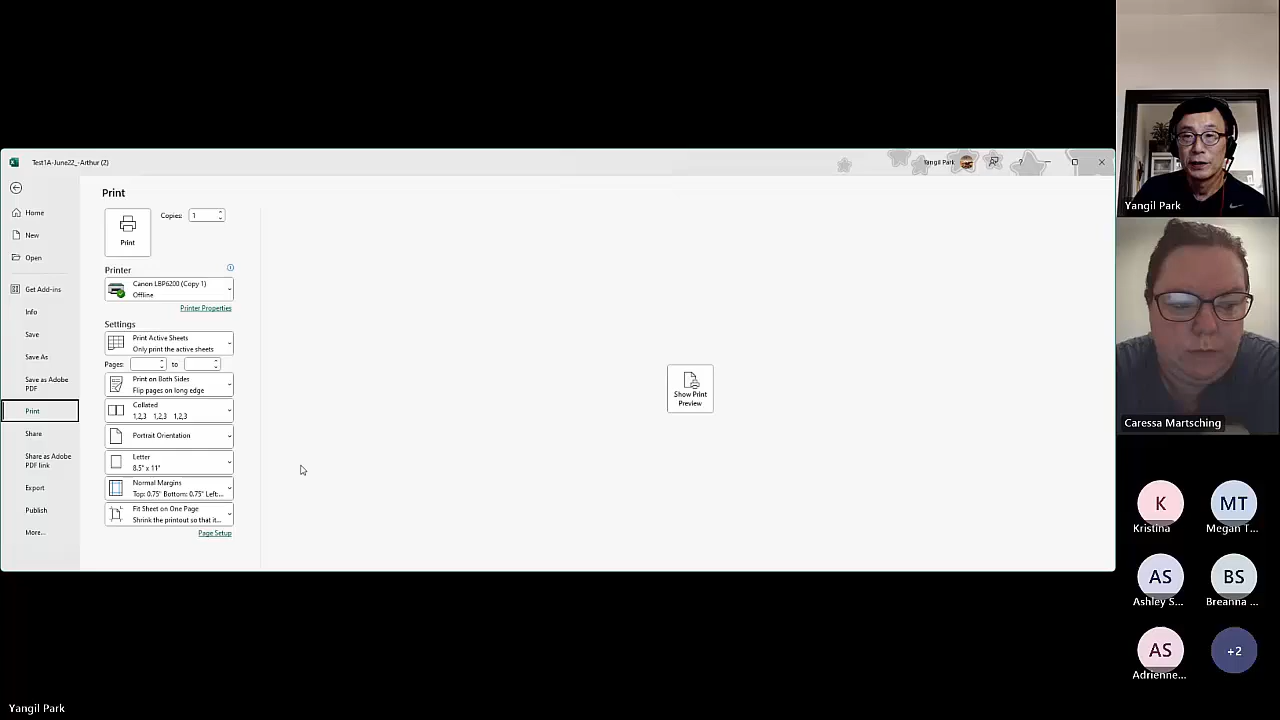 Test1A-June22_-Arthur (2)
Yangil Park
?
Home
New
Open
Get Add-ins
Info
Save
Save As
Save as Adobe
PDF
Print
Share
Share as Adobe
PDF link
Export
Publish
More...
Print
Print
Copies:
1
Printer
Canon LBP6200 (Copy 1)
Offline
Printer Properties
Settings
Print Active Sheets
Only print the active sheets
Pages:
to
Print on Both Sides
Flip pages on long edge
Collated
1,2,3 1,2,3 1,2,3
Portrait Orientation
Letter
8.5" x 11"
Normal Margins
Top: 0.75" Bottom: 0.75" Left:...
Fit Sheet on One Page
Shrink the printout so that it...
Page Setup
Show Print
Preview
Yangil Park
Caressa Martsching
K
Kristina
MT
Megan T...
AS
Ashley S...
BS
Breanna ...
AS
Adrienne...
+2
Yangil Park